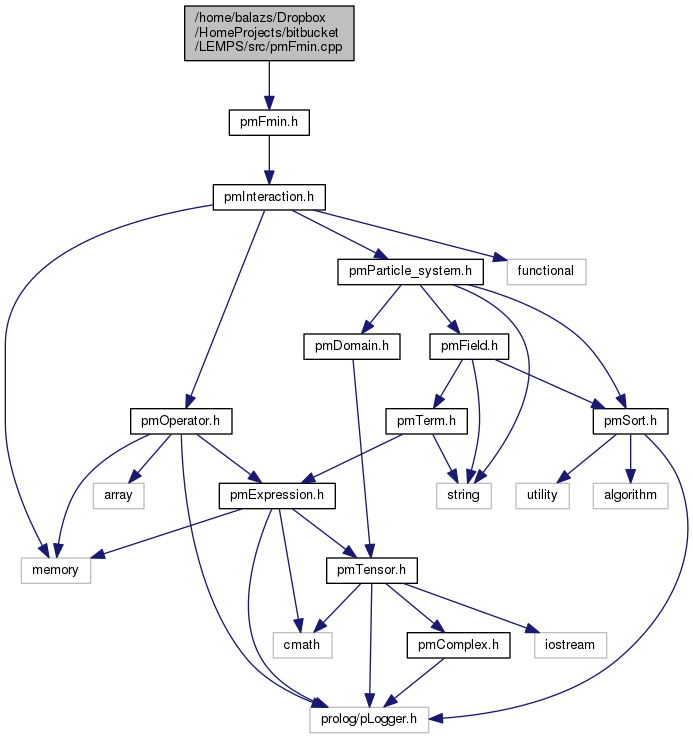 /home/balazs/Dropbox
/HomeProjects/bitbucket
/LEMPS/src/pmFmin.cpp
pmFmin.h
pmInteraction.h
pmParticle_system.h
functional
pmDomain.h
pmField.h
pmOperator.h
pmTerm.h
pmSort.h
array
pmExpression.h
string
utility
algorithm
memory
pmTensor.h
cmath
pmComplex.h
iostream
prolog/pLogger.h